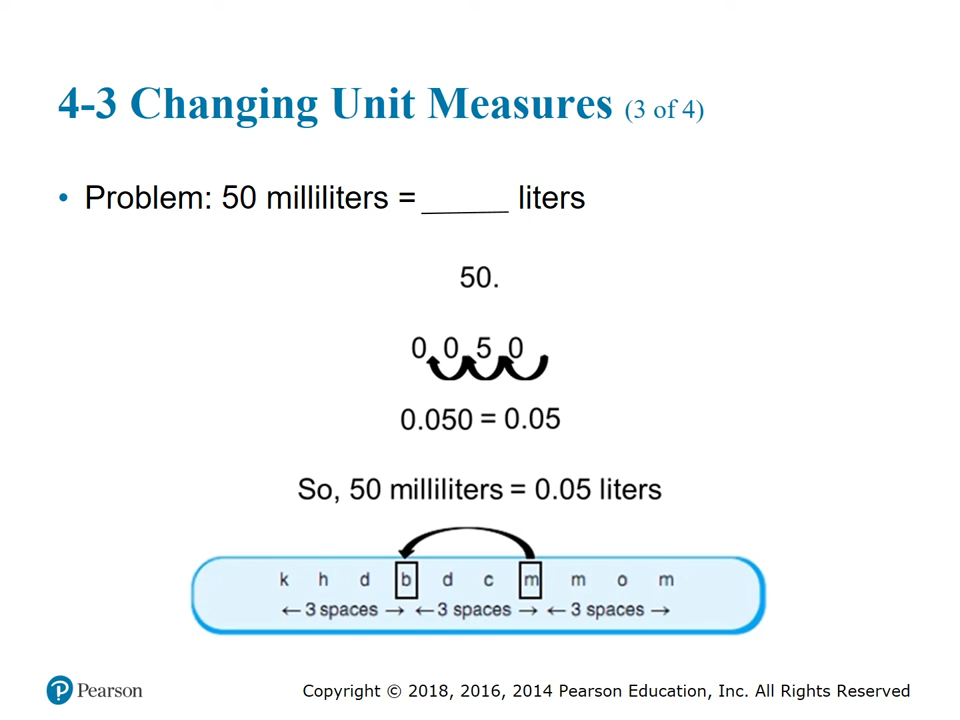 4-3 Changing Unit Measures (3 of 4)
• Problem: 50 milliliters = _____ liters
50.
0 0 5 0
0.050 = 0.05
So, 50 milliliters = 0.05 liters
k h d b d c m m o m
←3 spaces→ ←3 spaces→ ←3 spaces→
Pearson
Copyright © 2018, 2016, 2014 Pearson Education, Inc. All Rights Reserved